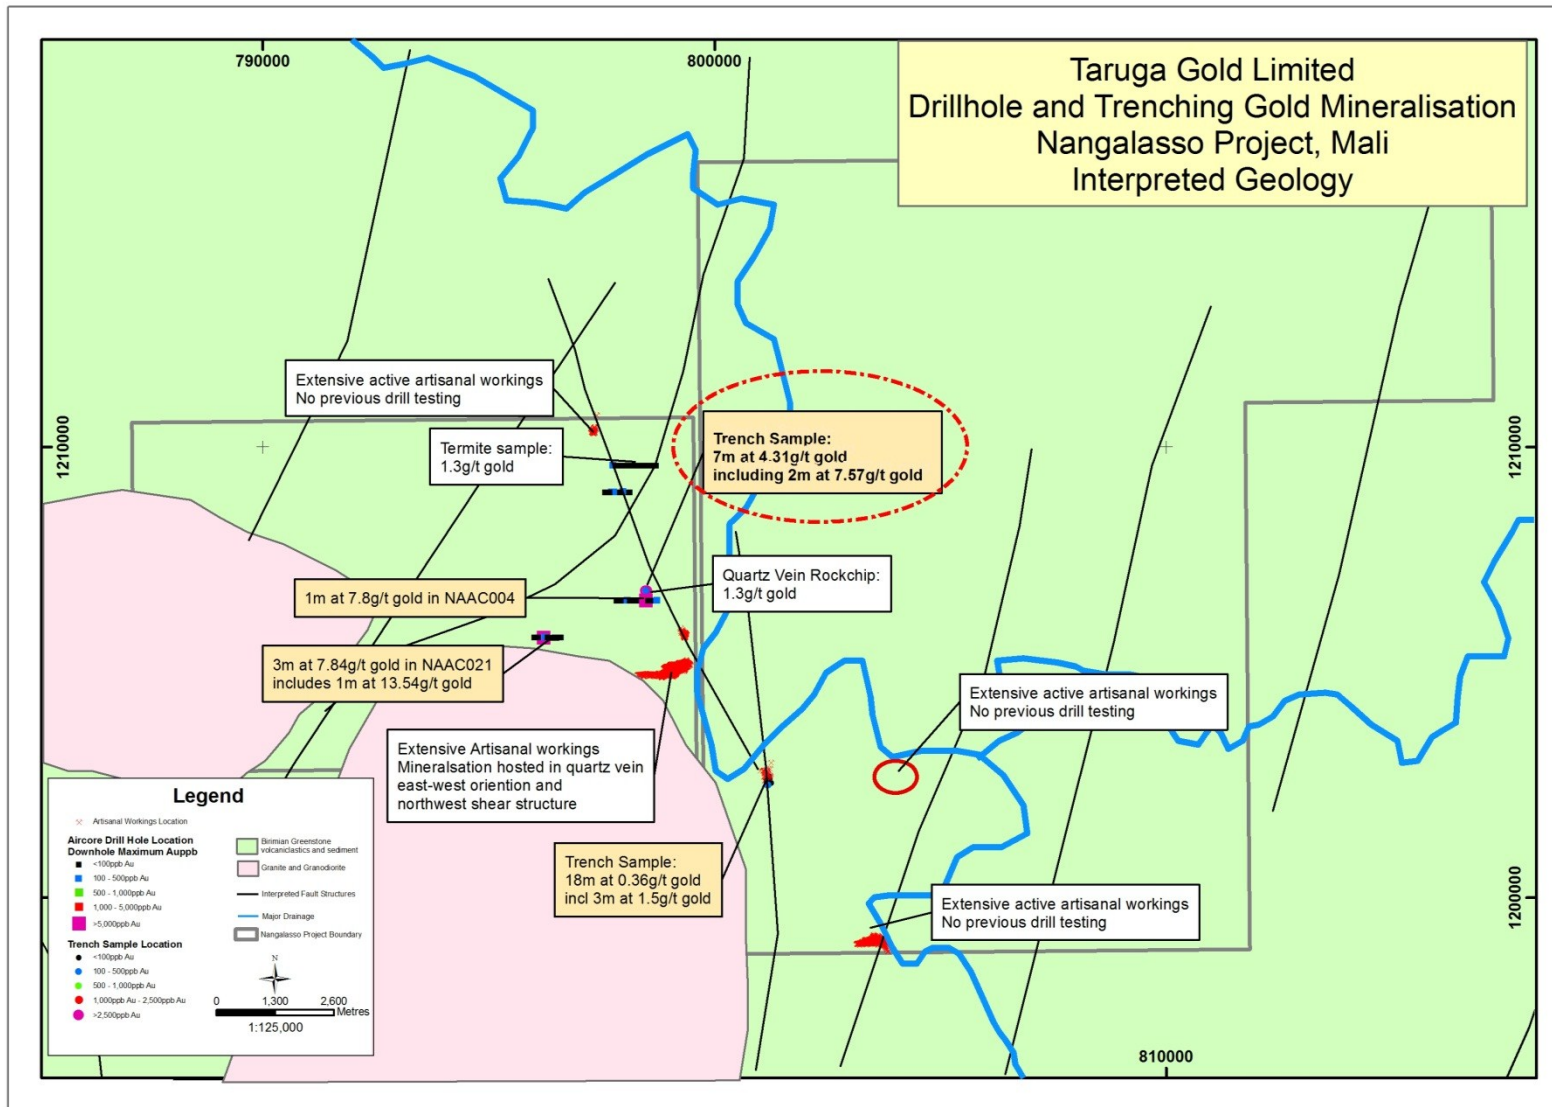 790000
800000
Taruga Gold Limited
Drillhole and Trenching Gold Mineralisation
Nangalasso Project, Mali
Interpreted Geology
Extensive active artisanal workings
No previous drill testing
1210000
1210000
Termite sample:
1.3g/t gold
Trench Sample:
7m at 4.31g/t gold
including 2m at 7.57g/t gold
Quartz Vein Rockchip:
1.3g/t gold
1m at 7.8g/t gold in NAAC004
3m at 7.84g/t gold in NAAC021
includes 1m at 13.54g/t gold
Extensive active artisanal workings
No previous drill testing
Extensive Artisanal workings
Mineralsation hosted in quartz vein
east-west oriention and
northwest shear structure
Trench Sample:
18m at 0.36g/t gold
incl 3m at 1.5g/t gold
Extensive active artisanal workings
No previous drill testing
1200000
810000
Legend
Artisanal Workings Location
Aircore Drill Hole Location
Downhole Maximum Auppb
<100ppb Au
100 - 500ppb Au
500 - 1,000ppb Au
1,000 - 5,000ppb Au
>5,000ppb Au
Trench Sample Location
<100ppb Au
100 - 500ppb Au
500 - 1,000ppb Au
1,000ppb Au - 2,500ppb Au
>2,500ppb Au
Birimian Greenstone
volcaniclastics and sediment
Granite and Granodiorite
Interpreted Fault Structures
Major Drainage
Nangalasso Project Boundary
N
0 1,300 2,600
Metres
1:125,000